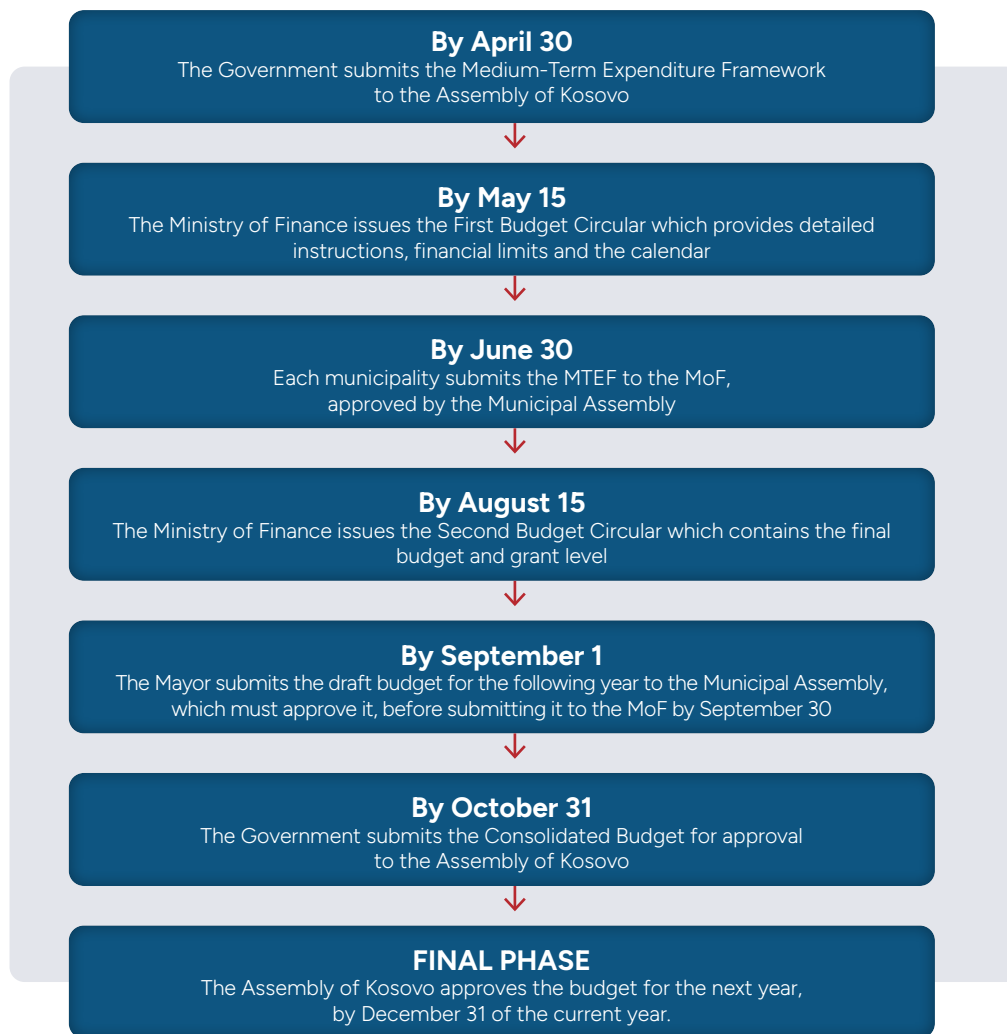 By April 30
The Government submits the Medium-Term Expenditure Framework
to the Assembly of Kosovo
By May 15
The Ministry of Finance issues the First Budget Circular which provides detailed
instructions, financial limits and the calendar
By June 30
Each municipality submits the MTEF to the MoF,
approved by the Municipal Assembly
By August 15
The Ministry of Finance issues the Second Budget Circular which contains the final
budget and grant level
By September 1
The Mayor submits the draft budget for the following year to the Municipal Assembly,
which must approve it, before submitting it to the MoF by September 30
By October 31
The Government submits the Consolidated Budget for approval
to the Assembly of Kosovo
FINAL PHASE
The Assembly of Kosovo approves the budget for the next year,
by December 31 of the current year.